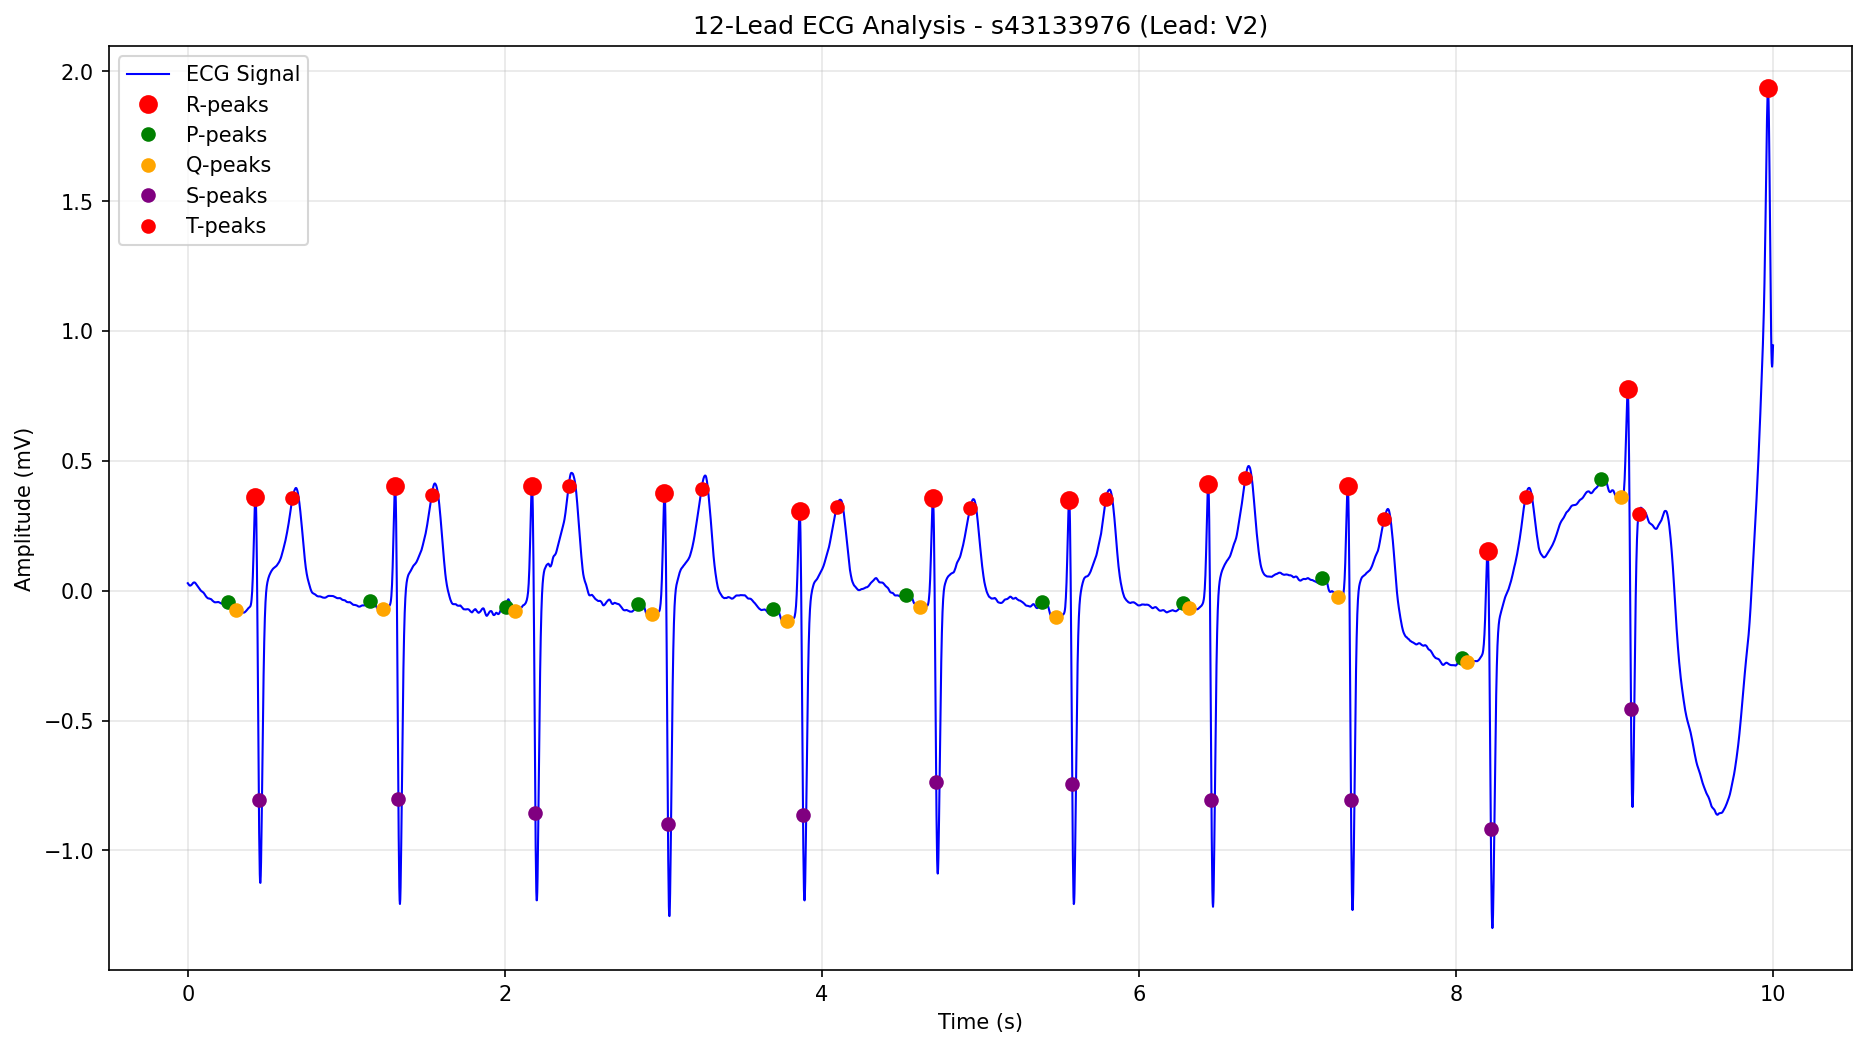 12-Lead ECG Analysis - s43133976 (Lead: V2)
ECG Signal
R-peaks
P-peaks
Q-peaks
S-peaks
T-peaks
Amplitude (mV)
2.0
1.5
1.0
0.5
0.0
−0.5
−1.0
0 2 4 6 8 10
Time (s)